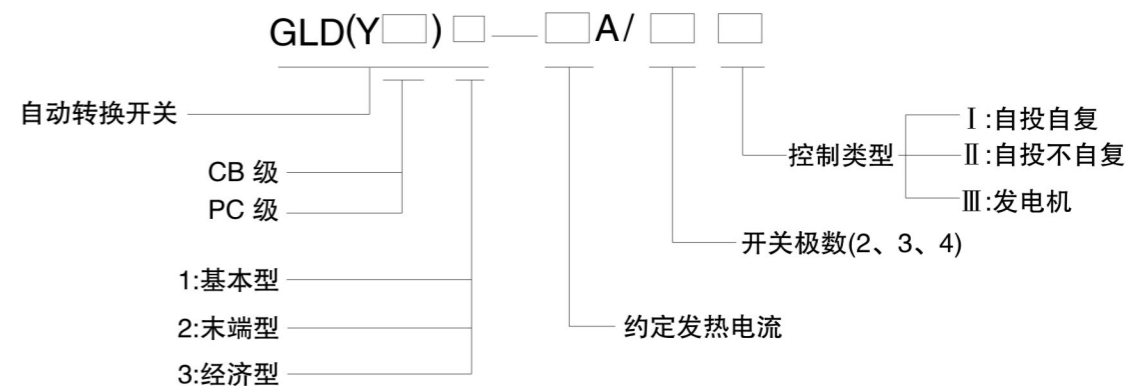 GLD(Y□) □—□A/□ □
自动转换开关
CB 级
PC 级
1:基本型
2:末端型
3:经济型
控制类型
Ⅰ:自投自复
Ⅱ:自投不自复
Ⅲ:发电机
开关极数(2、3、4)
约定发热电流